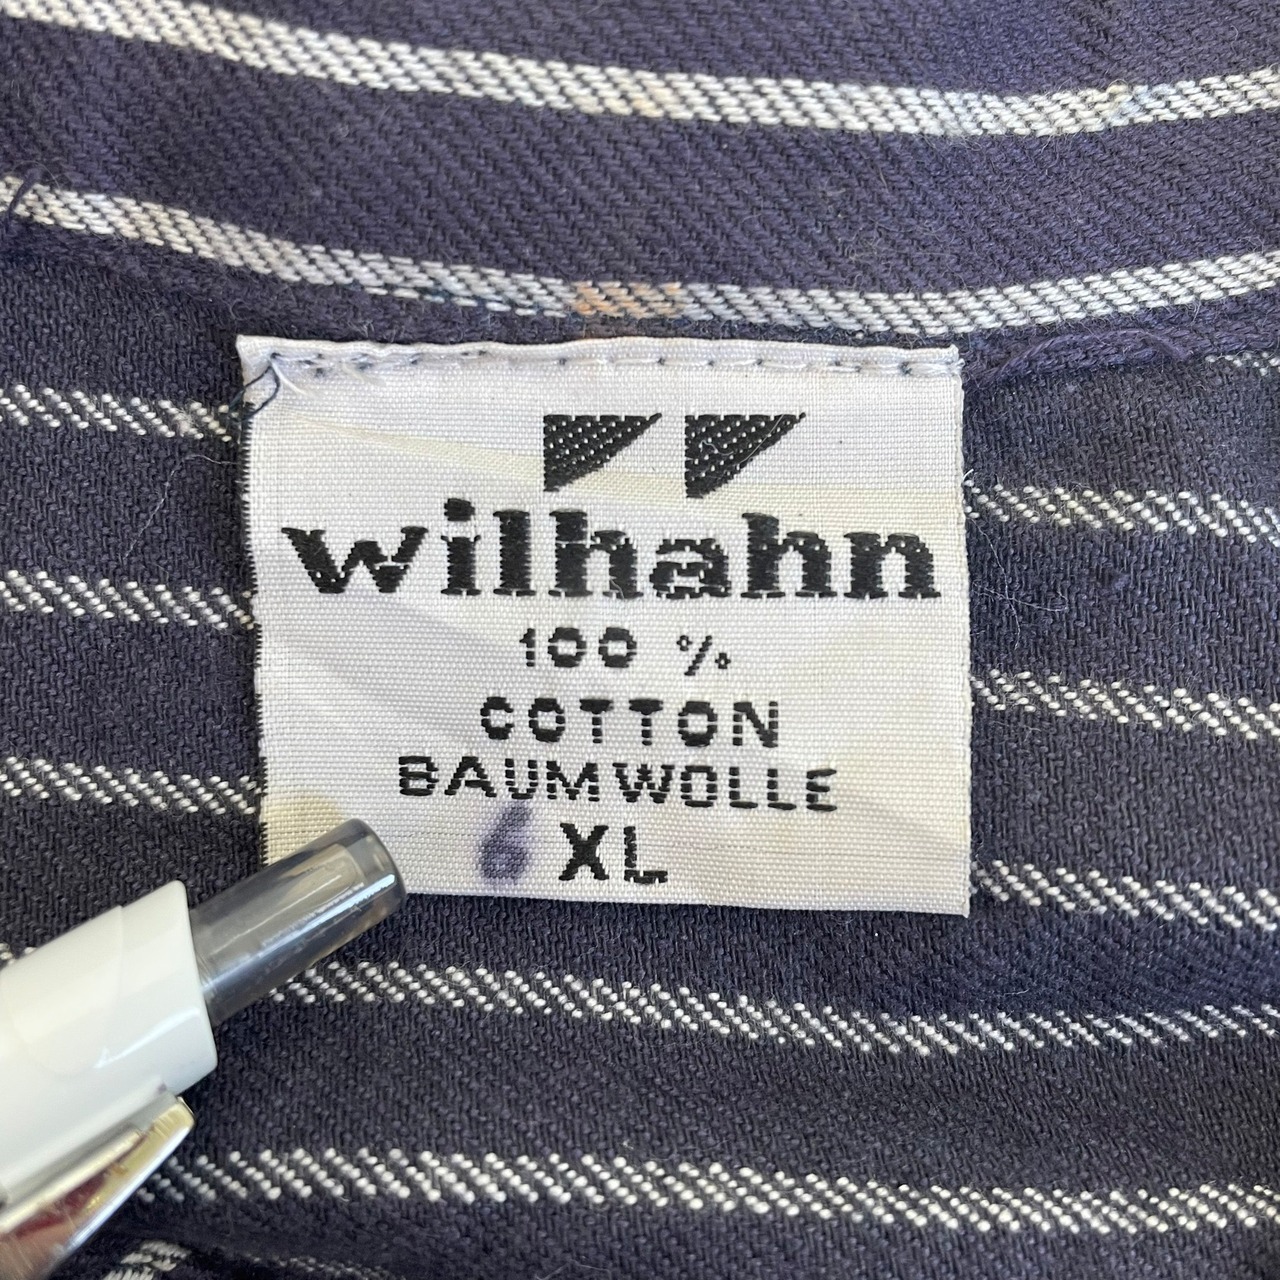 wilhahn
100 %
COTTON
BAUMWOLLE
6 XL